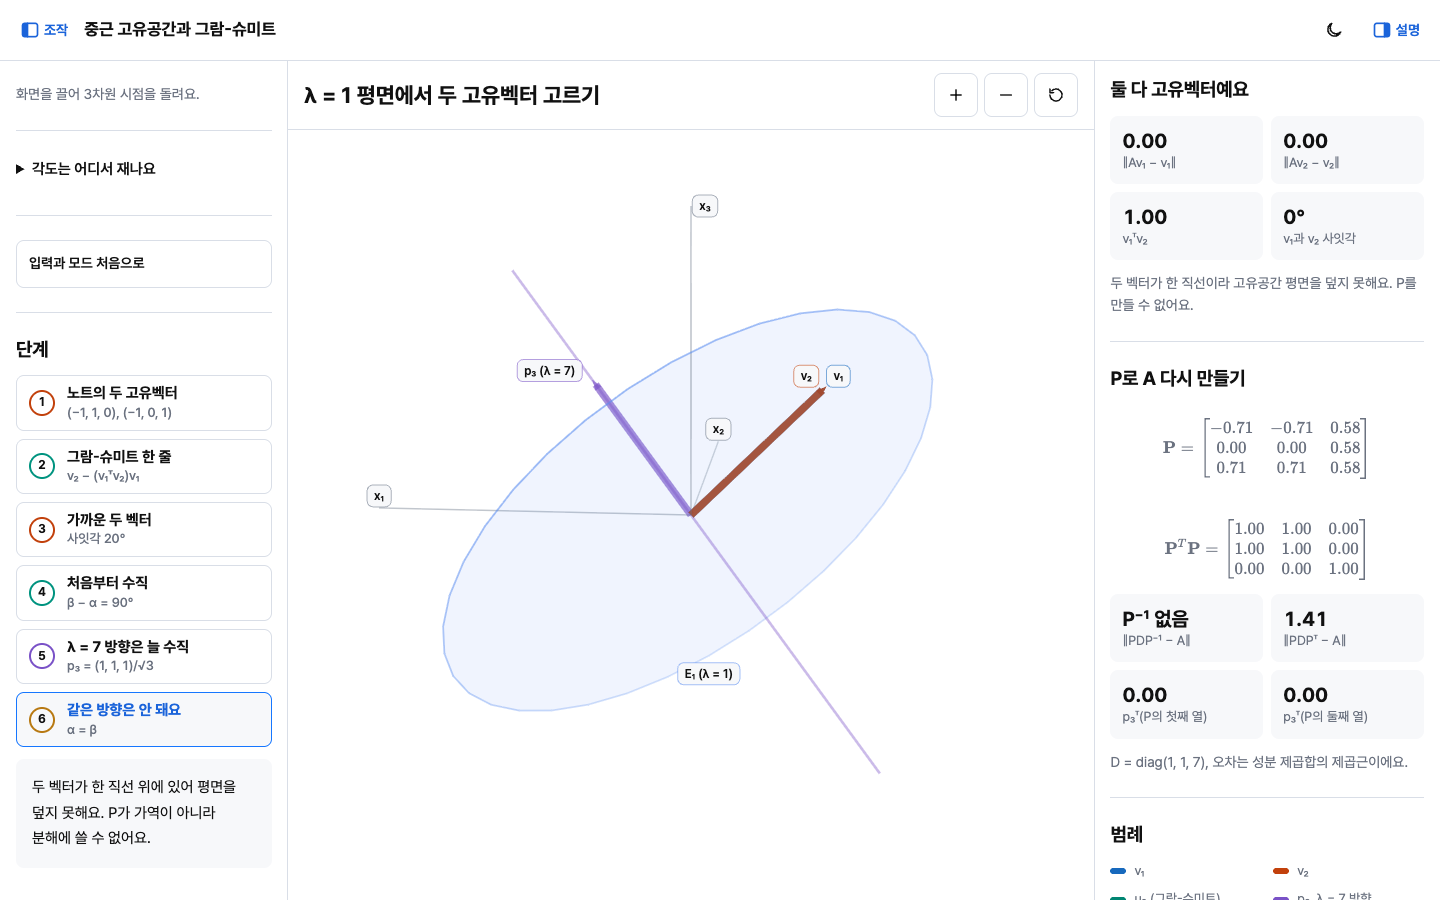 조작
중근 고유공간과 그람-슈미트
설명
화면을 끌어 3차원 시점을 돌려요.
각도는 어디서 재나요
입력과 모드 처음으로
단계
1
노트의 두 고유벡터
(−1, 1, 0), (−1, 0, 1)
2
그람-슈미트 한 줄
v₂ − (v₁ᵀv₂)v₁
3
가까운 두 벡터
사잇각 20°
4
처음부터 수직
β − α = 90°
5
λ = 7 방향은 늘 수직
p₃ = (1, 1, 1)/√3
6
같은 방향은 안 돼요
α = β
두 벡터가 한 직선 위에 있어 평면을
덮지 못해요. P가 가역이 아니라
분해에 쓸 수 없어요.
λ = 1 평면에서 두 고유벡터 고르기
x₃
p₃ (λ = 7)
v₂
v₁
x₂
x₁
E₁ (λ = 1)
둘 다 고유벡터예요
0.00
‖Av₁ − v₁‖
0.00
‖Av₂ − v₂‖
1.00
v₁ᵀv₂
0°
v₁과 v₂ 사잇각
두 벡터가 한 직선이라 고유공간 평면을 덮지 못해요. P를
만들 수 없어요.
P로 A 다시 만들기
P = [−0.71 −0.71 0.58
0.00 0.00 0.58
0.71 0.71 0.58]
PᵀP = [1.00 1.00 0.00
1.00 1.00 0.00
0.00 0.00 1.00]
P⁻¹ 없음
‖PDP⁻¹ − A‖
1.41
‖PDPᵀ − A‖
0.00
p₃ᵀ(P의 첫째 열)
0.00
p₃ᵀ(P의 둘째 열)
D = diag(1, 1, 7), 오차는 성분 제곱합의 제곱근이에요.
범례
v₁
v₂